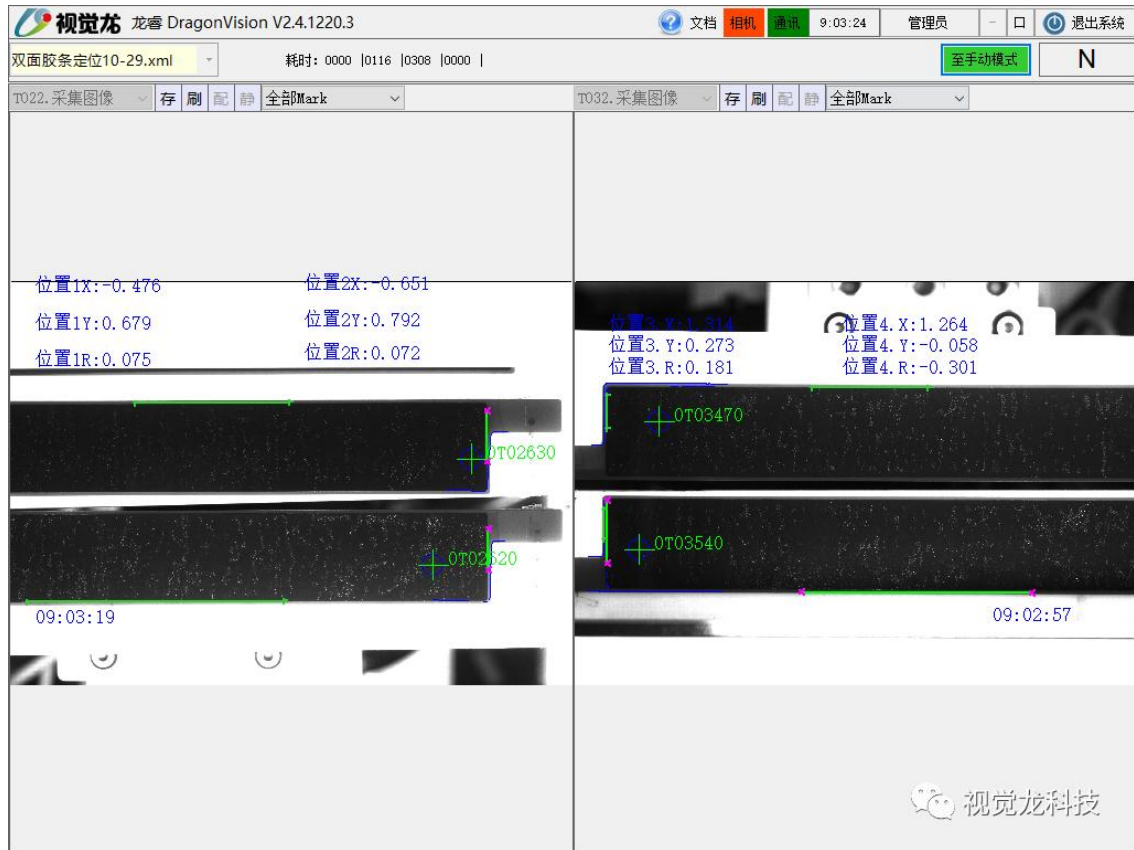 视觉龙 龙睿 DragonVision V2.4.1220.3 文档 相机 通讯 9:03:24 管理员 退出系统
双面胶条定位10-29.xml 耗时: 0000 |0116 |0308 |0000 | 至手动模式 N
T022.采集图像 存 刷 配 静 全部Mark T032.采集图像 存 刷 配 静 全部Mark
位置1X:-0.476 位置2X:-0.651
位置1Y:0.679 位置2Y:0.792
位置1R:0.075 位置2R:0.072
位置3.X:1.314 位置4.X:1.264
位置3.Y:0.273 位置4.Y:-0.058
位置3.R:0.181 位置4.R:-0.301
0T03470
0T02630
0T03540
0T02620
09:03:19 09:02:57
视觉龙科技